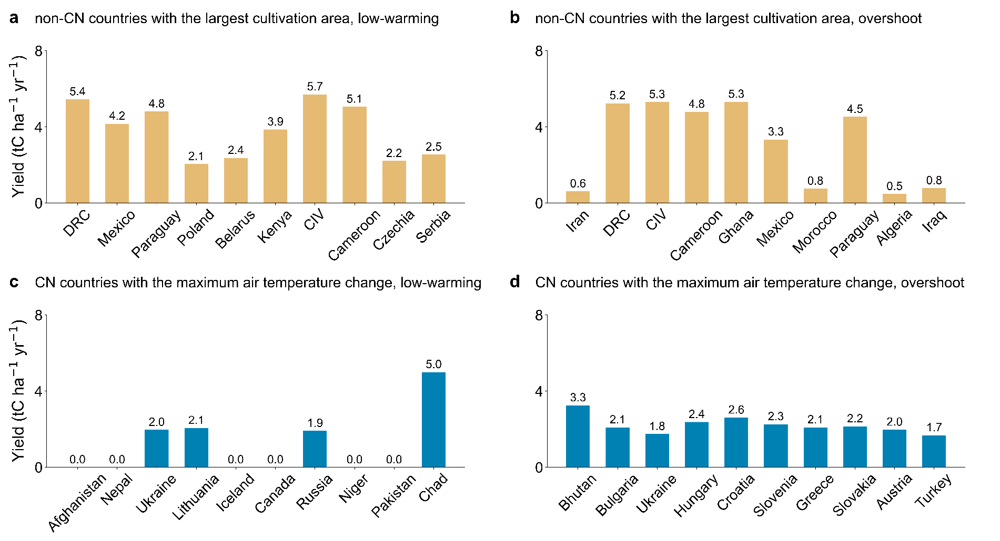 a non-CN countries with the largest cultivation area, low-warming
Yield (tC ha⁻¹ yr⁻¹)
8
4
0
5.4 4.2 4.8 2.1 2.4 3.9 5.7 5.1 2.2 2.5
DRC Mexico Paraguay Poland Belarus Kenya CIV Cameroon Czechia Serbia
b non-CN countries with the largest cultivation area, overshoot
8
4
0
0.6 5.2 5.3 4.8 5.3 3.3 0.8 4.5 0.5 0.8
Iran DRC CIV Cameroon Ghana Mexico Morocco Paraguay Algeria Iraq
c CN countries with the maximum air temperature change, low-warming
Yield (tC ha⁻¹ yr⁻¹)
8
4
0
0.0 0.0 2.0 2.1 0.0 0.0 1.9 0.0 0.0 5.0
Afghanistan Nepal Ukraine Lithuania Iceland Canada Russia Niger Pakistan Chad
d CN countries with the maximum air temperature change, overshoot
8
4
0
3.3 2.1 1.8 2.4 2.6 2.3 2.1 2.2 2.0 1.7
Bhutan Bulgaria Ukraine Hungary Croatia Slovenia Greece Slovakia Austria Turkey